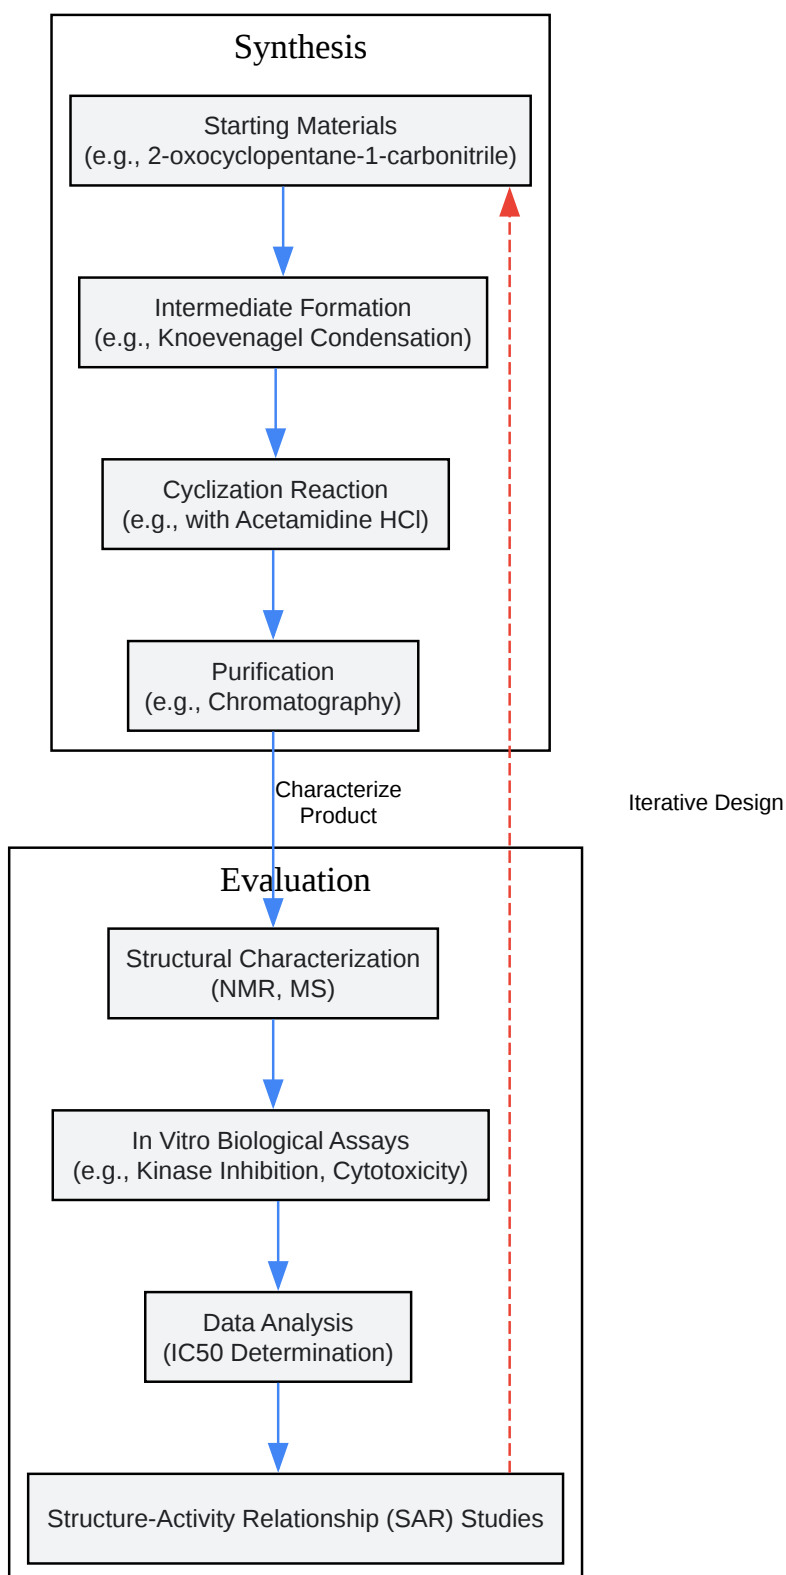 Synthesis
Starting Materials
(e.g., 2-oxocyclopentane-1-carbonitrile)
Intermediate Formation
(e.g., Knoevenagel Condensation)
Cyclization Reaction
(e.g., with Acetamidine HCl)
Purification
(e.g., Chromatography)
Characterize
Product
Iterative Design
Evaluation
Structural Characterization
(NMR, MS)
In Vitro Biological Assays
(e.g., Kinase Inhibition, Cytotoxicity)
Data Analysis
(IC50 Determination)
Structure-Activity Relationship (SAR) Studies